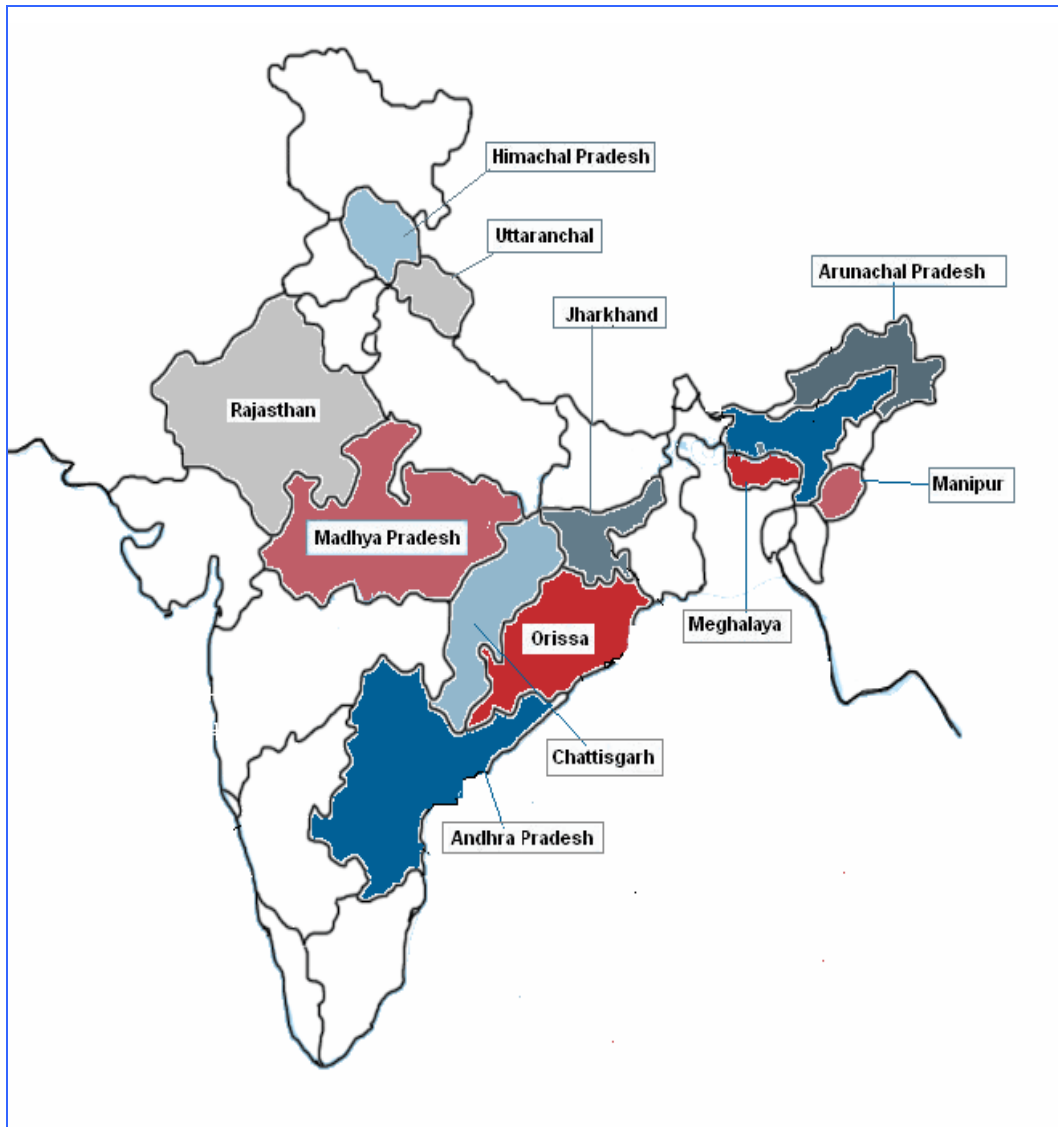 Himachal Pradesh
Uttaranchal
Arunachal Pradesh
Jharkhand
Rajasthan
Manipur
Madhya Pradesh
Meghalaya
Orissa
Chattisgarh
Andhra Pradesh